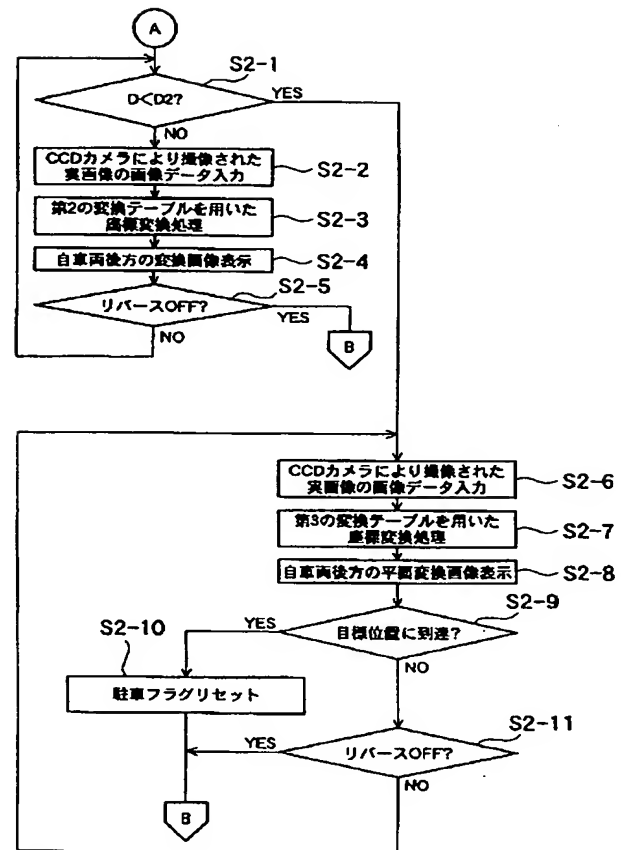 A
S2-1
D<D2?
YES
NO
CCDカメラにより撮像された
実画像の画像データ入力
S2-2
第2の変換テーブルを用いた
座標変換処理
S2-3
自車両後方の変換画像表示
S2-4
S2-5
リバースOFF?
YES
NO
B
CCDカメラにより撮像された
実画像の画像データ入力
S2-6
第3の変換テーブルを用いた
座標変換処理
S2-7
自車両後方の平面変換画像表示
S2-8
S2-9
目標位置に到達?
YES
NO
S2-10
駐車フラグリセット
S2-11
リバースOFF?
YES
NO
B